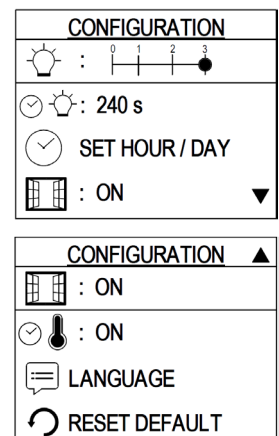 CONFIGURATION
: 0 1 2 3
: 240 s
SET HOUR / DAY
: ON
CONFIGURATION
: ON
: ON
LANGUAGE
RESET DEFAULT